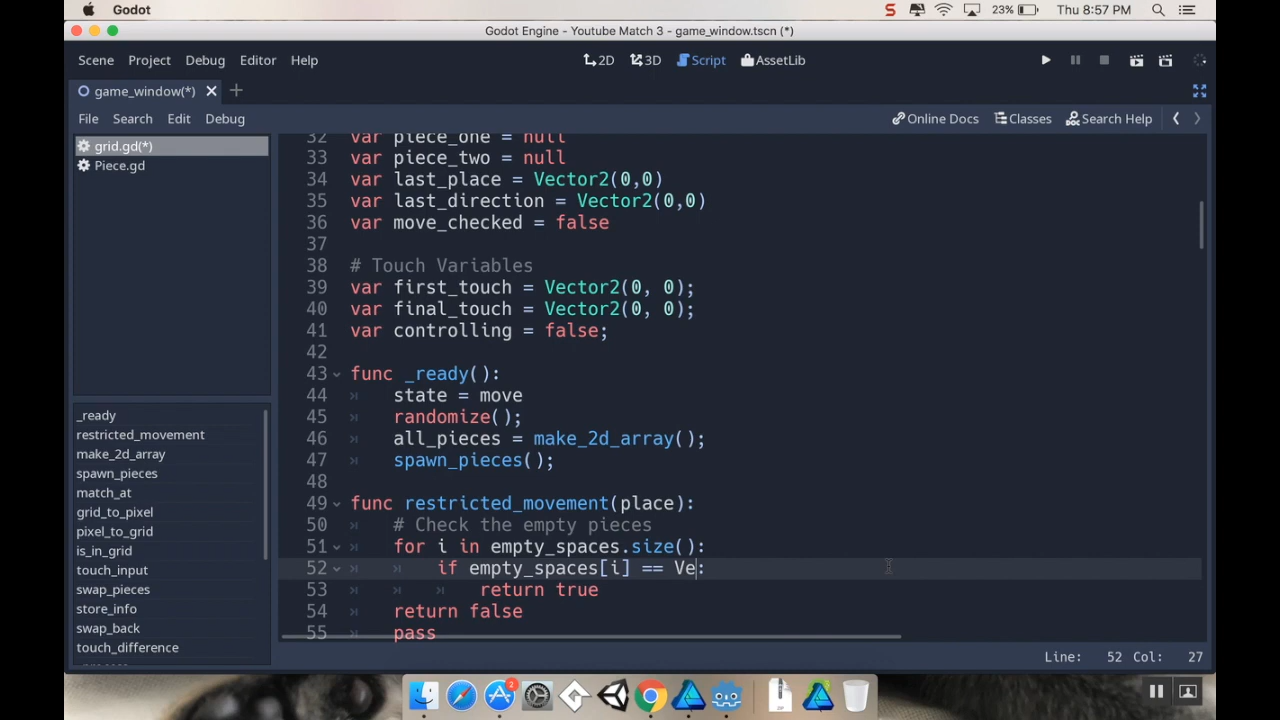 Godot
S
23%
Thu 8:57 PM
Godot Engine - Youtube Match 3 - game_window.tscn (*)
Scene Project Debug Editor Help
2D 3D Script AssetLib
game_window(*)
File Search Edit Debug
Online Docs Classes Search Help
grid.gd(*)
Piece.gd
_ready
restricted_movement
make_2d_array
spawn_pieces
match_at
grid_to_pixel
pixel_to_grid
is_in_grid
touch_input
swap_pieces
store_info
swap_back
touch_difference
32 var piece_one = null
33 var piece_two = null
34 var last_place = Vector2(0,0)
35 var last_direction = Vector2(0,0)
36 var move_checked = false
37
38 # Touch Variables
39 var first_touch = Vector2(0, 0);
40 var final_touch = Vector2(0, 0);
41 var controlling = false;
42
43 func _ready():
44 state = move
45 randomize();
46 all_pieces = make_2d_array();
47 spawn_pieces();
48
49 func restricted_movement(place):
50 # Check the empty pieces
51 for i in empty_spaces.size():
52 if empty_spaces[i] == Ve:
53 return true
54 return false
55 pass
Line: 52 Col: 27
2
ZIP